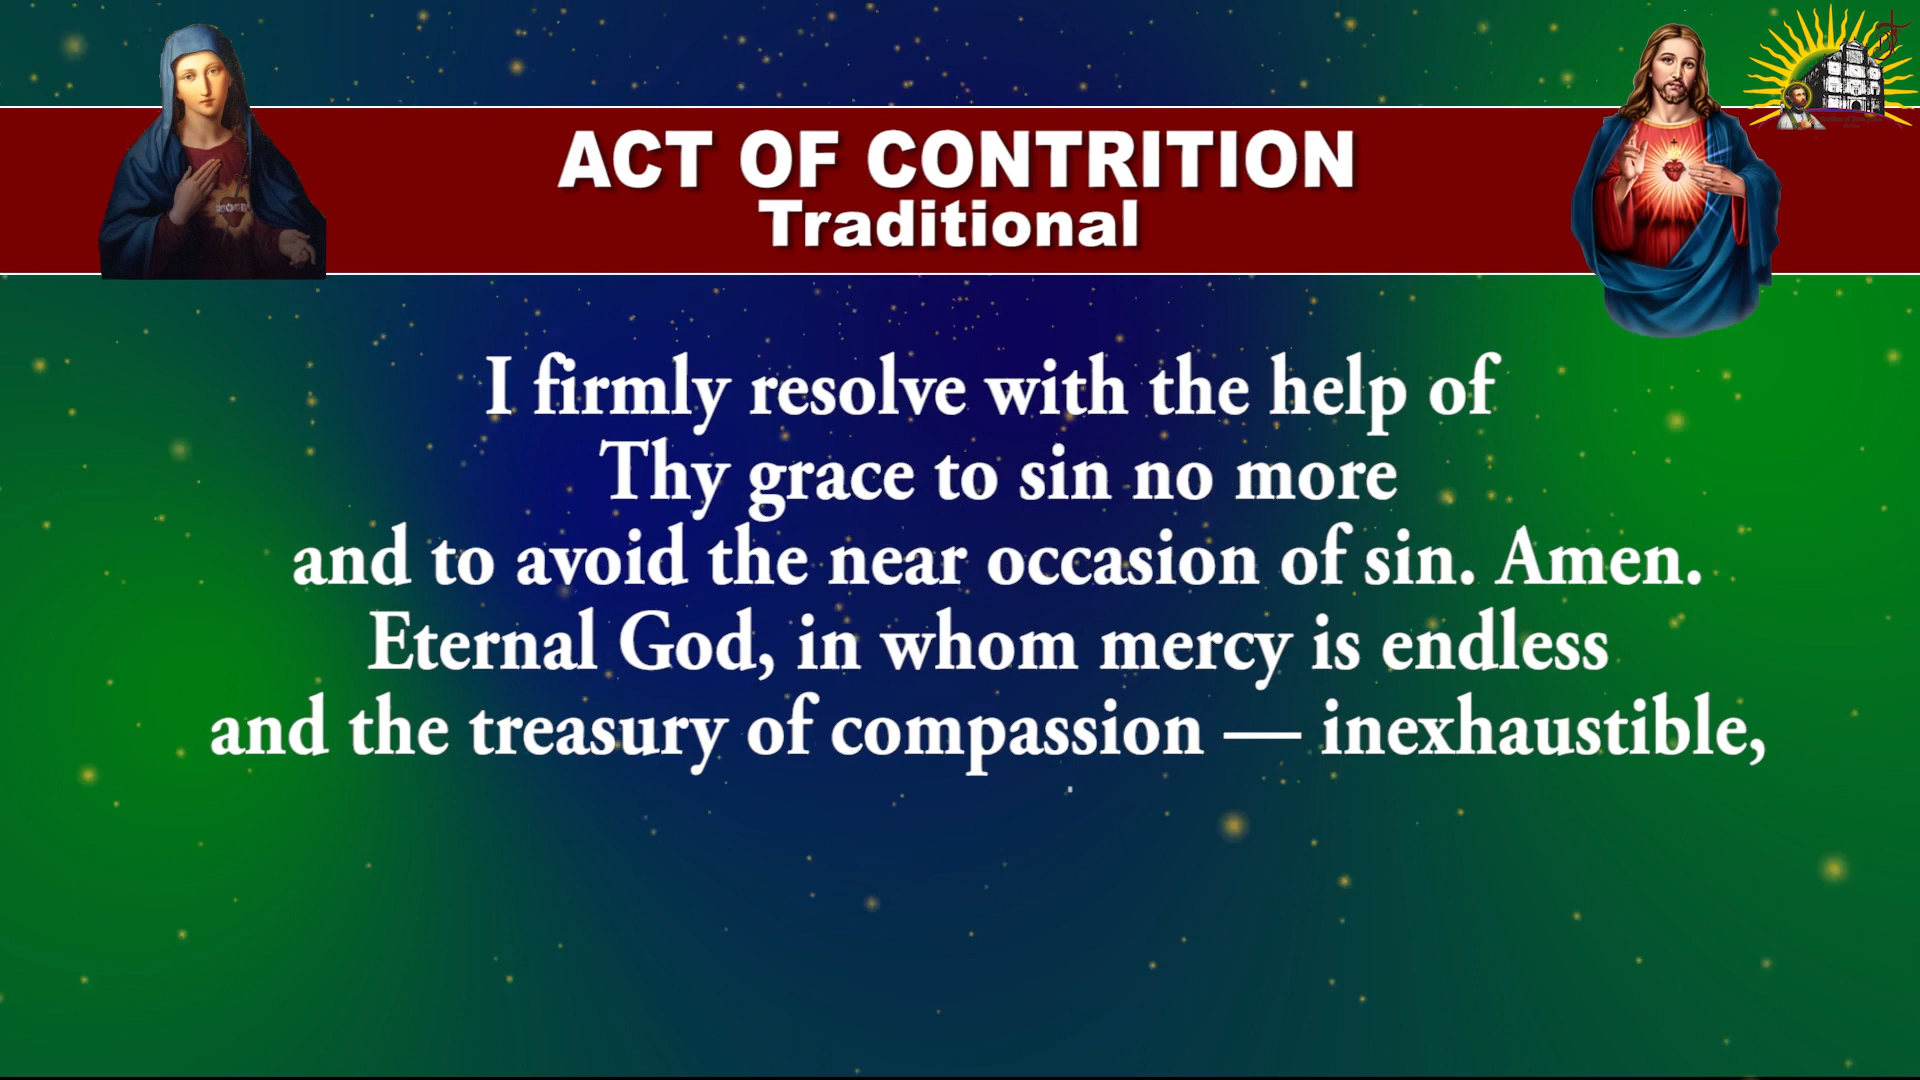 ACT OF CONTRITION
Traditional
I firmly resolve with the help of
Thy grace to sin no more
and to avoid the near occasion of sin. Amen.
Eternal God, in whom mercy is endless
and the treasury of compassion — inexhaustible,